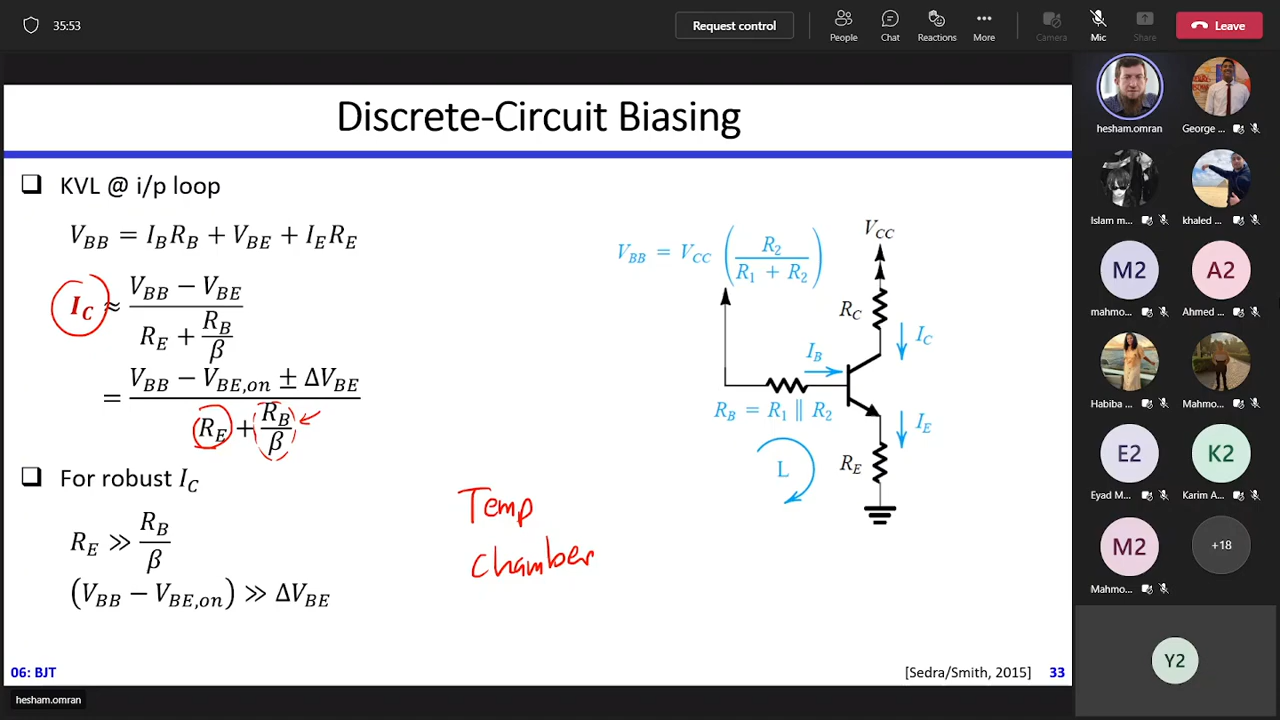 35:53
Request control
People
Chat
Reactions
More
Camera
Mic
Share
Leave
Discrete-Circuit Biasing
❑ KVL @ i/p loop
V_BB = I_B R_B + V_BE + I_E R_E
I_C ≈ (V_BB − V_BE) / (R_E + R_B/β)
= (V_BB − V_BE,on ± ΔV_BE) / (R_E + R_B/β)
❑ For robust I_C
R_E ≫ R_B/β
(V_BB − V_BE,on) ≫ ΔV_BE
Temp
chamber
V_BB = V_CC (R_2 / (R_1 + R_2))
V_CC
R_C
I_C
I_B
R_B = R_1 ∥ R_2
I_E
L
R_E
06: BJT
[Sedra/Smith, 2015] 33
hesham.omran
hesham.omran
George ...
Islam m...
khaled ...
M2
A2
mahmo...
Ahmed ...
Habiba ...
Mahmo...
E2
K2
Eyad M...
Karim A...
M2
+18
Mahmo...
Y2